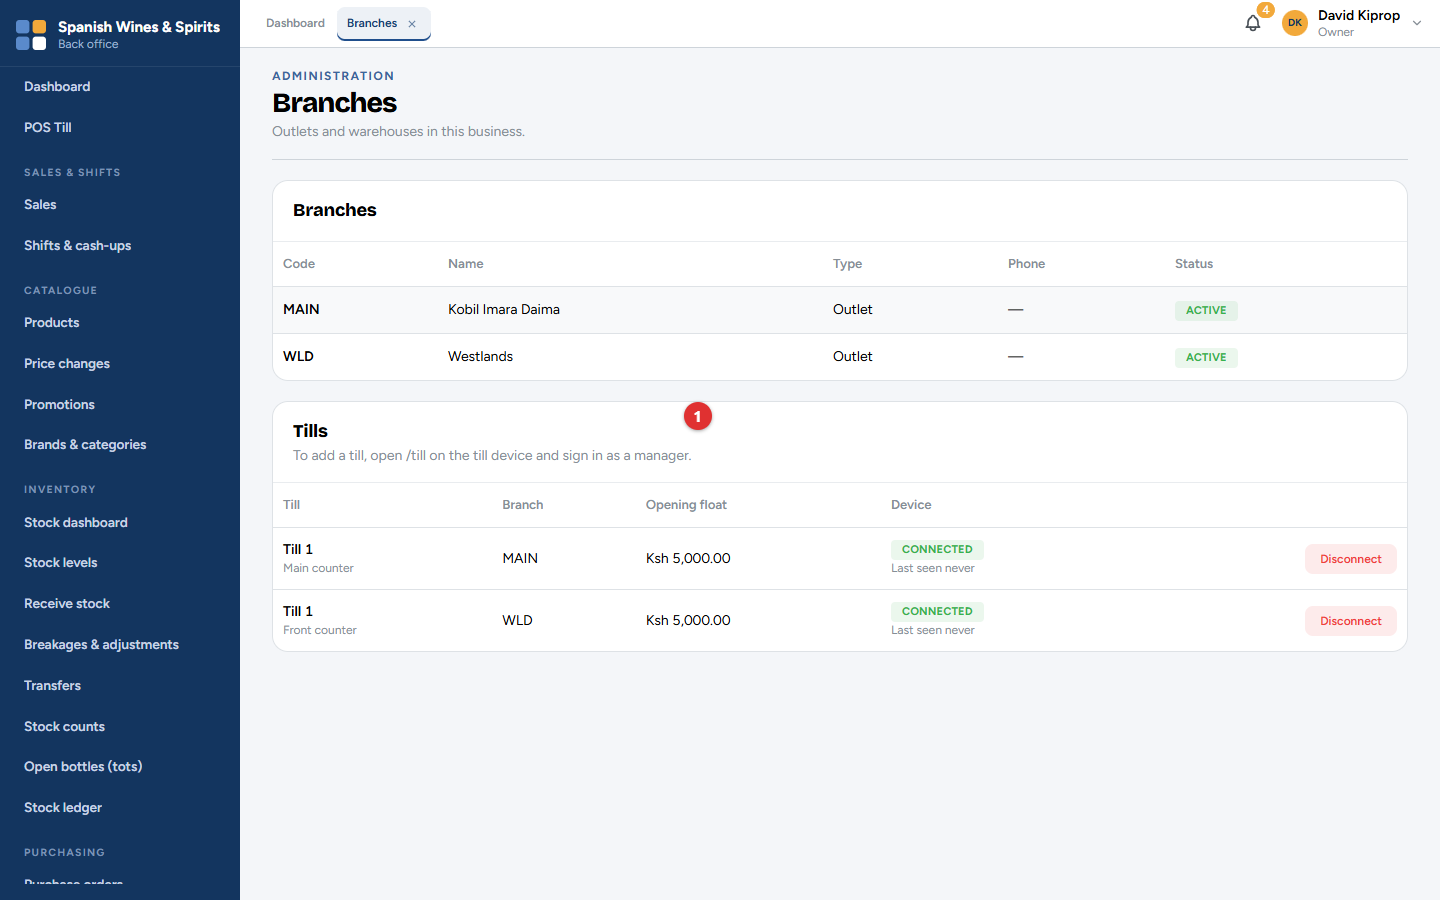 Spanish Wines & Spirits
Back office
Dashboard
POS Till
SALES & SHIFTS
Sales
Shifts & cash-ups
CATALOGUE
Products
Price changes
Promotions
Brands & categories
INVENTORY
Stock dashboard
Stock levels
Receive stock
Breakages & adjustments
Transfers
Stock counts
Open bottles (tots)
Stock ledger
PURCHASING
Purchase orders
Dashboard Branches ×
4
DK David Kiprop
Owner
ADMINISTRATION
Branches
Outlets and warehouses in this business.
Branches
Code Name Type Phone Status
MAIN Kobil Imara Daima Outlet — ACTIVE
WLD Westlands Outlet — ACTIVE
1
Tills
To add a till, open /till on the till device and sign in as a manager.
Till Branch Opening float Device
Till 1 MAIN Ksh 5,000.00 CONNECTED Disconnect
Main counter Last seen never
Till 1 WLD Ksh 5,000.00 CONNECTED Disconnect
Front counter Last seen never